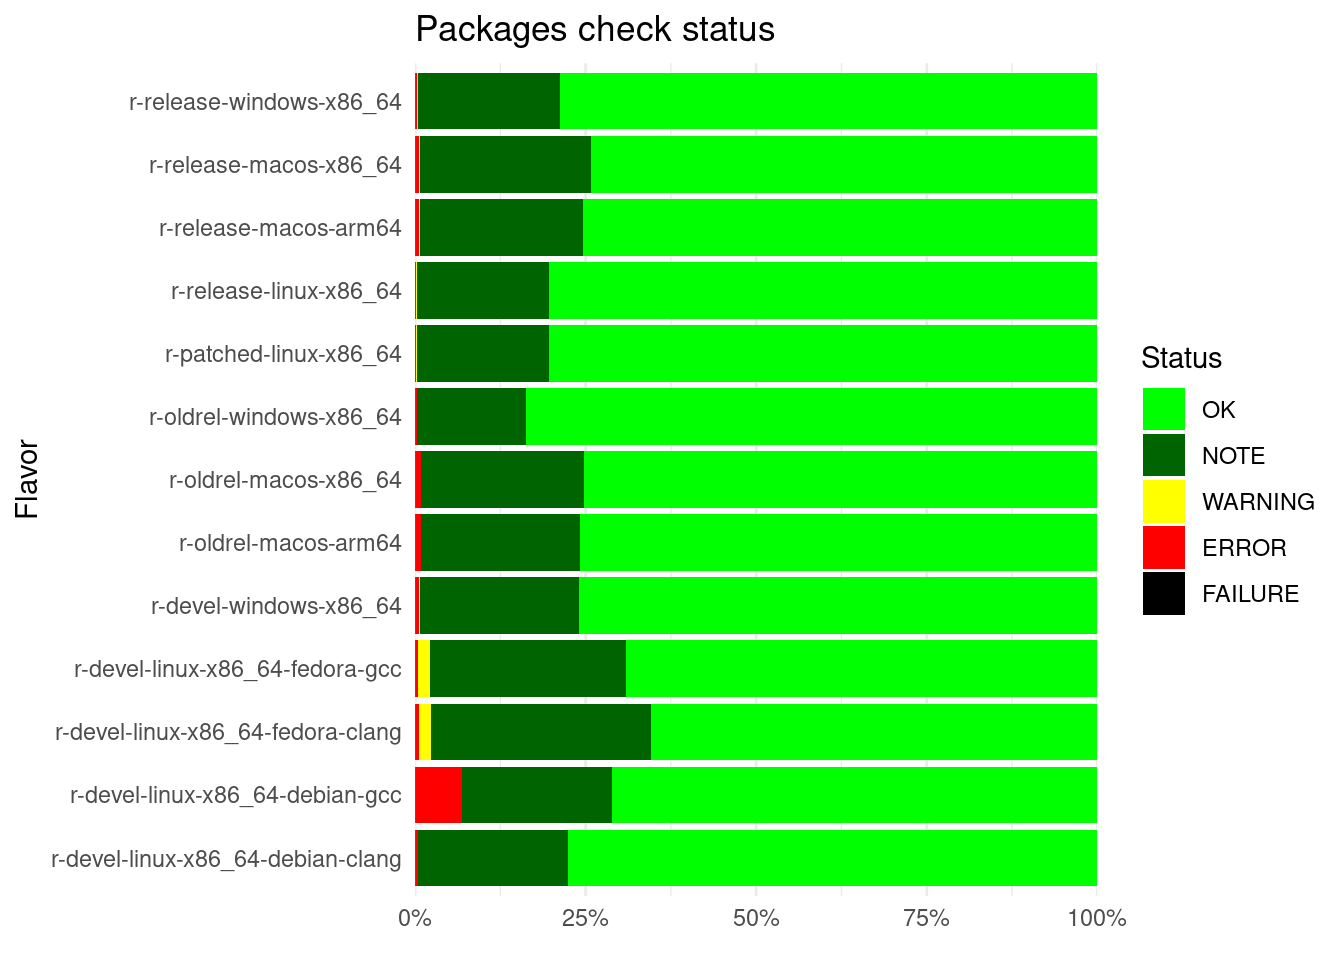 Packages check status
Flavor
r-release-windows-x86_64
r-release-macos-x86_64
r-release-macos-arm64
r-release-linux-x86_64
r-patched-linux-x86_64
r-oldrel-windows-x86_64
r-oldrel-macos-x86_64
r-oldrel-macos-arm64
r-devel-windows-x86_64
r-devel-linux-x86_64-fedora-gcc
r-devel-linux-x86_64-fedora-clang
r-devel-linux-x86_64-debian-gcc
r-devel-linux-x86_64-debian-clang
0% 25% 50% 75% 100%
Status
OK
NOTE
WARNING
ERROR
FAILURE